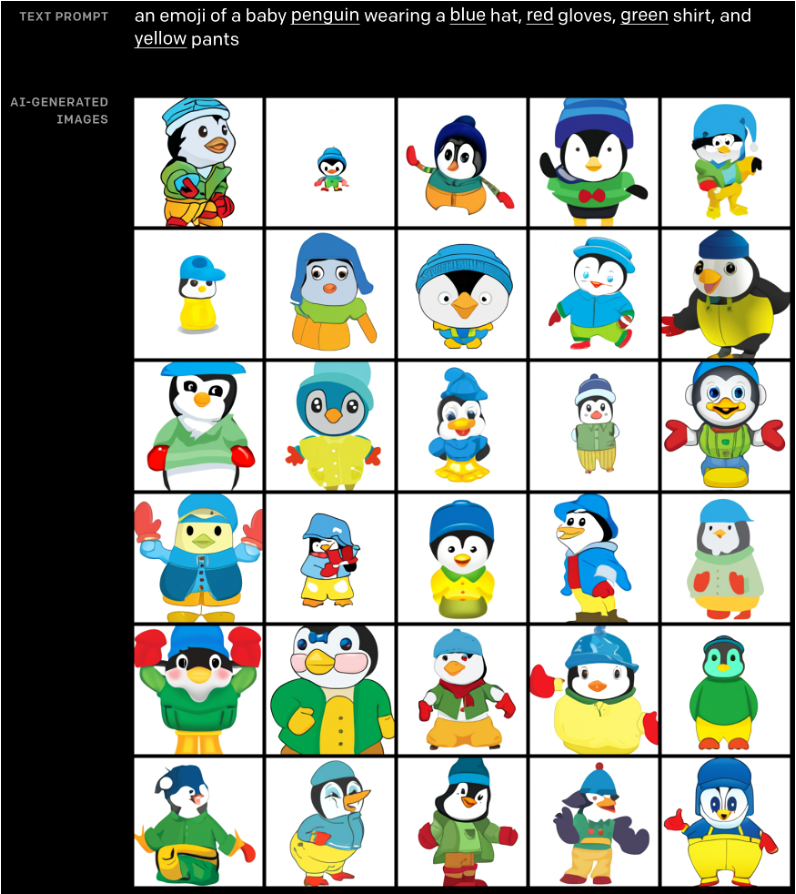 TEXT PROMPT
an emoji of a baby penguin wearing a blue hat, red gloves, green shirt, and
yellow pants
AI-GENERATED
IMAGES